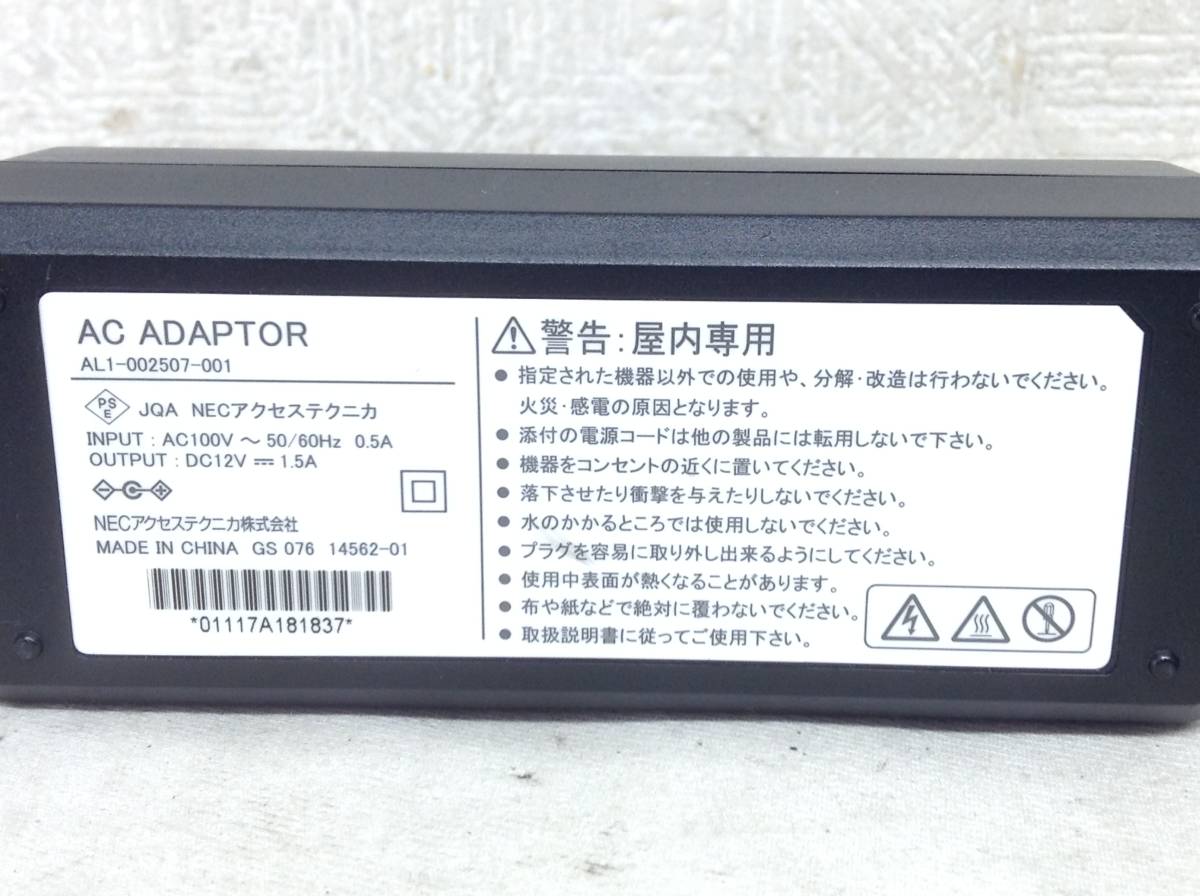 AC ADAPTOR
AL1-002507-001
PS
E
JQA NECアクセステクニカ
INPUT : AC100V ～ 50/60Hz 0.5A
OUTPUT : DC12V ⎓ 1.5A
NECアクセステクニカ株式会社
MADE IN CHINA GS 076 14562-01
*01117A181837*
警告:屋内専用
● 指定された機器以外での使用や、分解・改造は行わないでください。
火災・感電の原因となります。
● 添付の電源コードは他の製品には転用しないで下さい。
● 機器をコンセントの近くに置いてください。
● 落下させたり衝撃を与えたりしないでください。
● 水のかかるところでは使用しないでください。
● プラグを容易に取り外し出来るようにしてください。
● 使用中表面が熱くなることがあります。
● 布や紙などで絶対に覆わないでください。
● 取扱説明書に従ってご使用下さい。